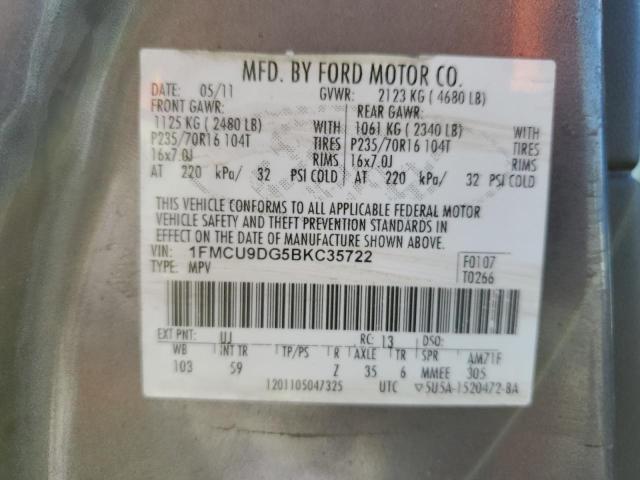 MFD. BY FORD MOTOR CO.
DATE: 05/11 GVWR: 2123 KG ( 4680 LB)
FRONT GAWR: REAR GAWR:
1125 KG ( 2480 LB) WITH 1061 KG ( 2340 LB) WITH
P235/70R16 104T TIRES P235/70R16 104T TIRES
16x7.0J RIMS 16x7.0J RIMS
AT 220 kPa/ 32 PSI COLD AT 220 kPa/ 32 PSI COLD
THIS VEHICLE CONFORMS TO ALL APPLICABLE FEDERAL MOTOR
VEHICLE SAFETY AND THEFT PREVENTION STANDARDS IN
EFFECT ON THE DATE OF MANUFACTURE SHOWN ABOVE.
VIN: 1FMCU9DG5BKC35722 F0107
TYPE: MPV T0266
EXT PNT: UJ RC: 13 DSO:
WB INT TR TP/PS R AXLE TR SPR AM71F
103 59 Z 35 6 MMEE 305
1201105047325 UTC ▽5U5A-1520472-BA